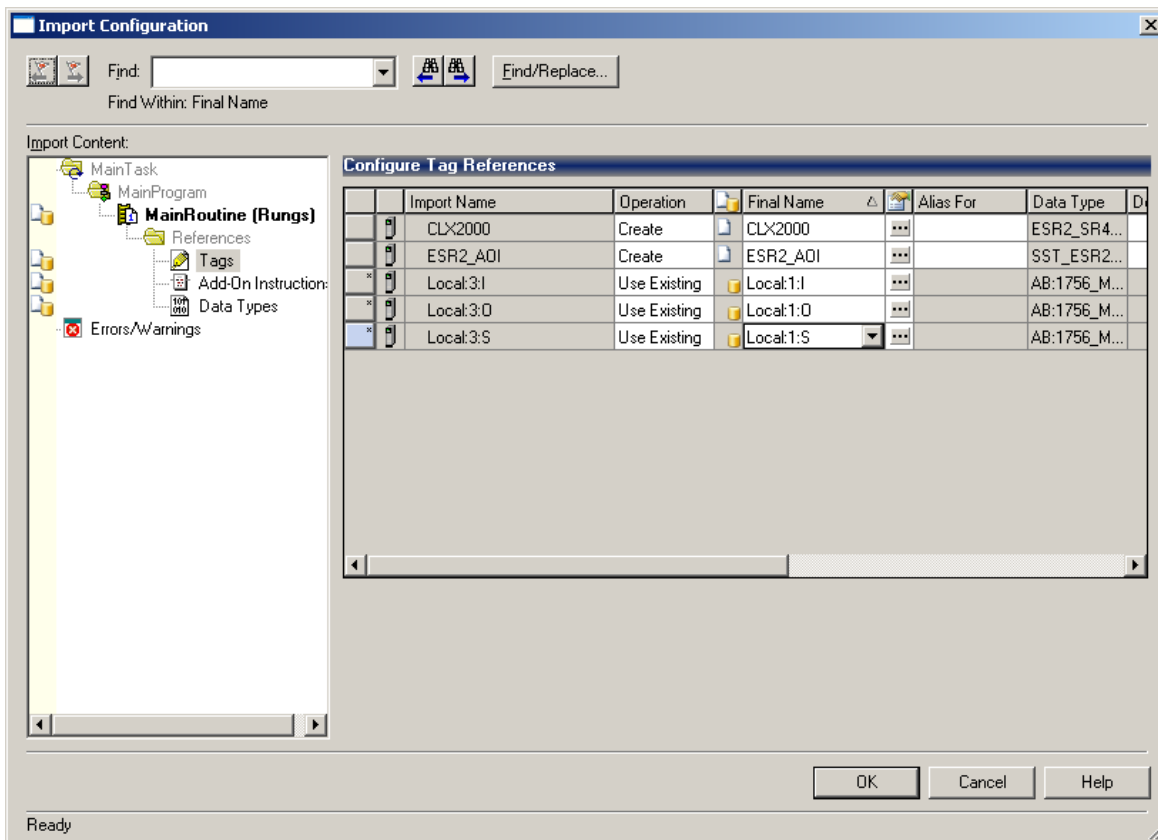 Import Configuration
Find:
Find/Replace...
Find Within: Final Name
Import Content:
MainTask
MainProgram
MainRoutine (Rungs)
References
Tags
Add-On Instruction
Data Types
Errors/Warnings
Configure Tag References
Import Name Operation Final Name Alias For Data Type D
CLX2000 Create CLX2000 ... ESR2_SR4...
ESR2_AOI Create ESR2_AOI ... SST_ESR2...
* Local:3:I Use Existing Local:1:I ... AB:1756_M...
* Local:3:O Use Existing Local:1:O ... AB:1756_M...
* Local:3:S Use Existing Local:1:S ... AB:1756_M...
OK Cancel Help
Ready